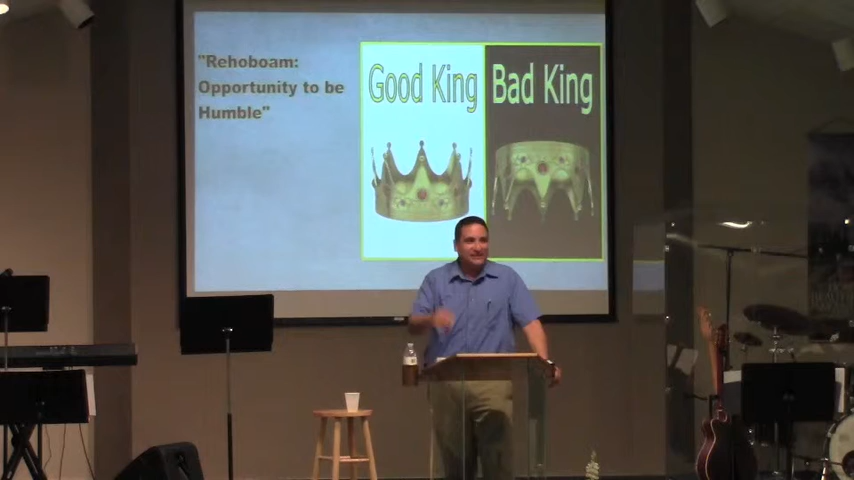 "Rehoboam:
Opportunity to be
Humble"
Good King
Bad King